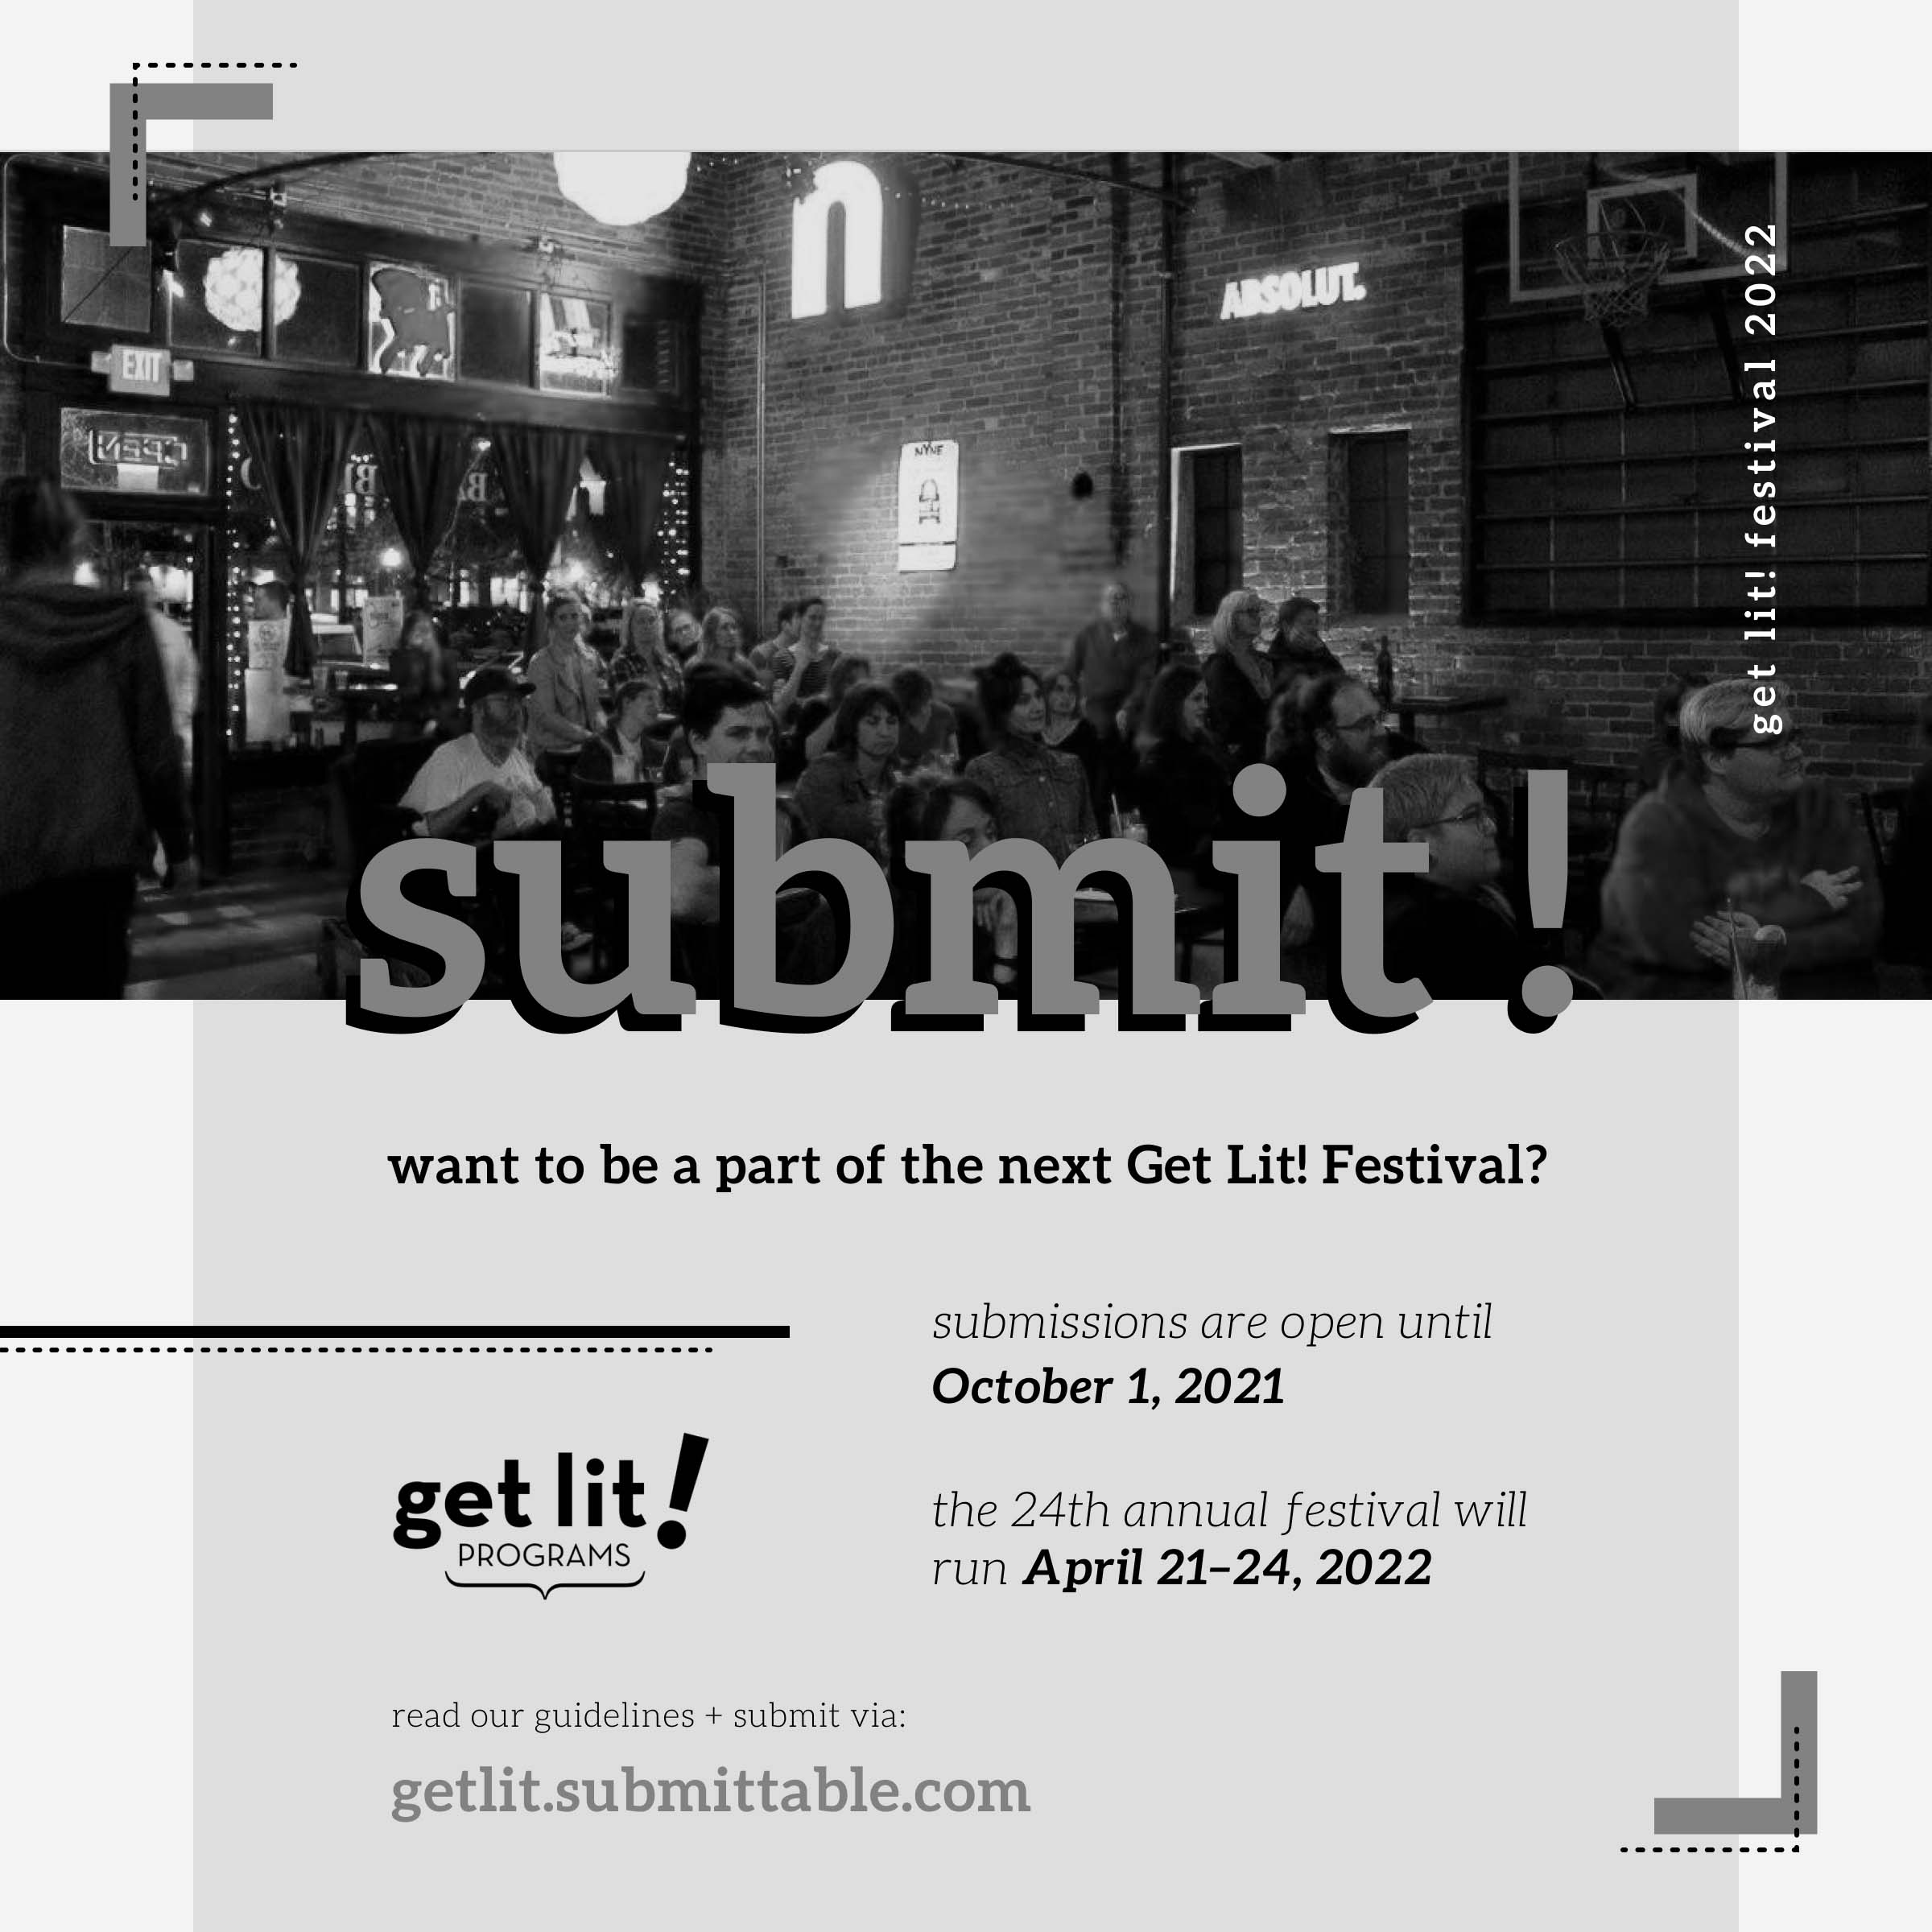 n
ABSOLUT.
EXIT
OPEN
NYNE
get lit! festival 2022
submit!
want to be a part of the next Get Lit! Festival?
submissions are open until
October 1, 2021
the 24th annual festival will
run April 21–24, 2022
get lit!
PROGRAMS
read our guidelines + submit via:
getlit.submittable.com